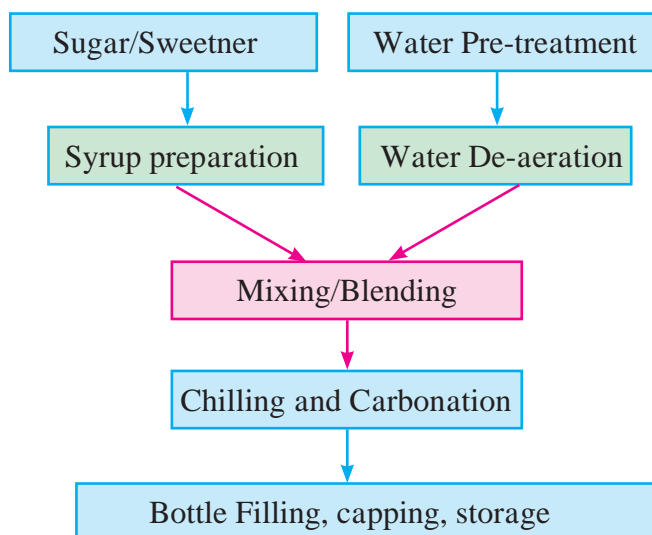 Sugar/Sweetner
Water Pre-treatment
Syrup preparation
Water De-aeration
Mixing/Blending
Chilling and Carbonation
Bottle Filling, capping, storage